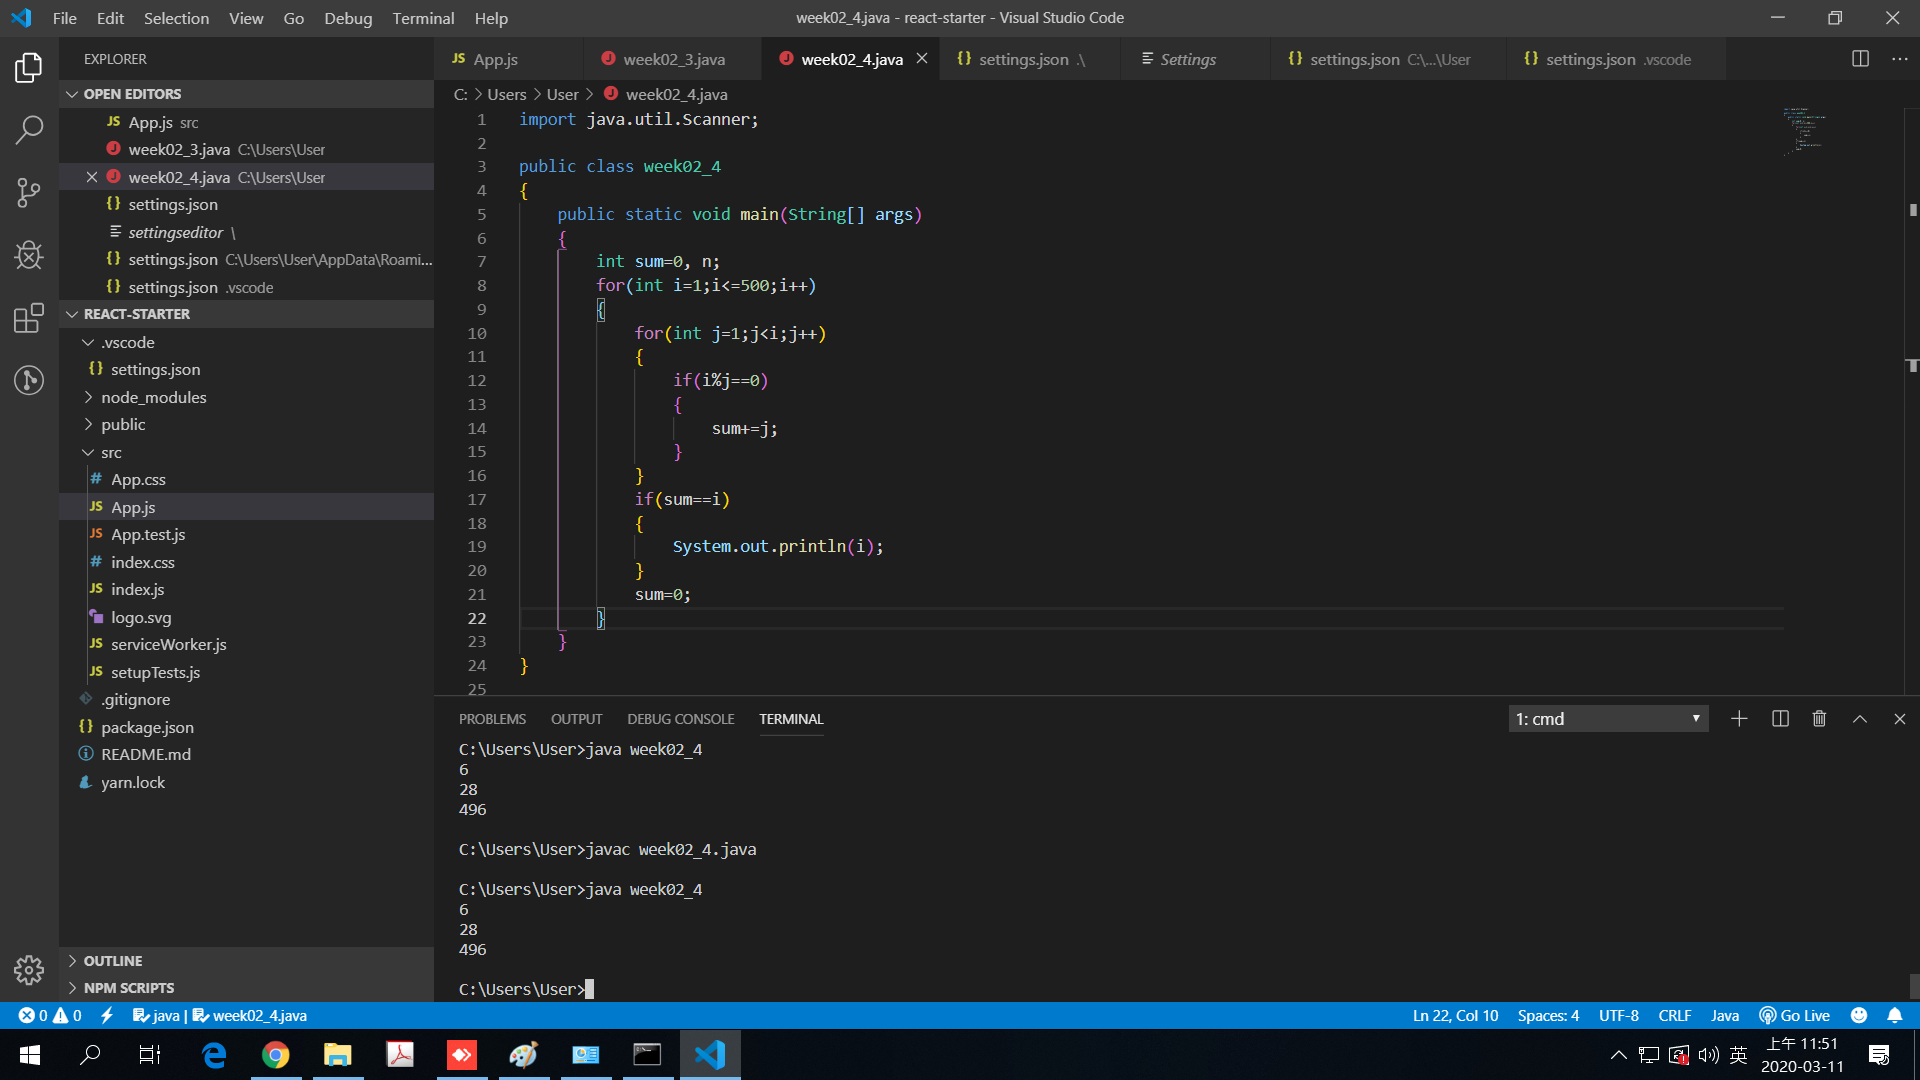 File Edit Selection View Go Debug Terminal Help
week02_4.java - react-starter - Visual Studio Code
EXPLORER
OPEN EDITORS
JS App.js src
week02_3.java C:\Users\User
week02_4.java C:\Users\User
{} settings.json
settingseditor \
{} settings.json C:\Users\User\AppData\Roami...
{} settings.json .vscode
REACT-STARTER
.vscode
{} settings.json
node_modules
public
src
# App.css
JS App.js
JS App.test.js
# index.css
JS index.js
logo.svg
JS serviceWorker.js
JS setupTests.js
.gitignore
{} package.json
README.md
yarn.lock
OUTLINE
NPM SCRIPTS
JS App.js
week02_3.java
week02_4.java
{} settings.json .\
Settings
{} settings.json C:\...\User
{} settings.json .vscode
C: > Users > User > week02_4.java
1 import java.util.Scanner;
2
3 public class week02_4
4 {
5 public static void main(String[] args)
6 {
7 int sum=0, n;
8 for(int i=1;i<=500;i++)
9 {
10 for(int j=1;j<i;j++)
11 {
12 if(i%j==0)
13 {
14 sum+=j;
15 }
16 }
17 if(sum==i)
18 {
19 System.out.println(i);
20 }
21 sum=0;
22 }
23 }
24 }
25
PROBLEMS OUTPUT DEBUG CONSOLE TERMINAL
1: cmd
C:\Users\User>java week02_4
6
28
496
C:\Users\User>javac week02_4.java
C:\Users\User>java week02_4
6
28
496
C:\Users\User>
0 0 java | week02_4.java
Ln 22, Col 10 Spaces: 4 UTF-8 CRLF Java Go Live
英
上午 11:51
2020-03-11